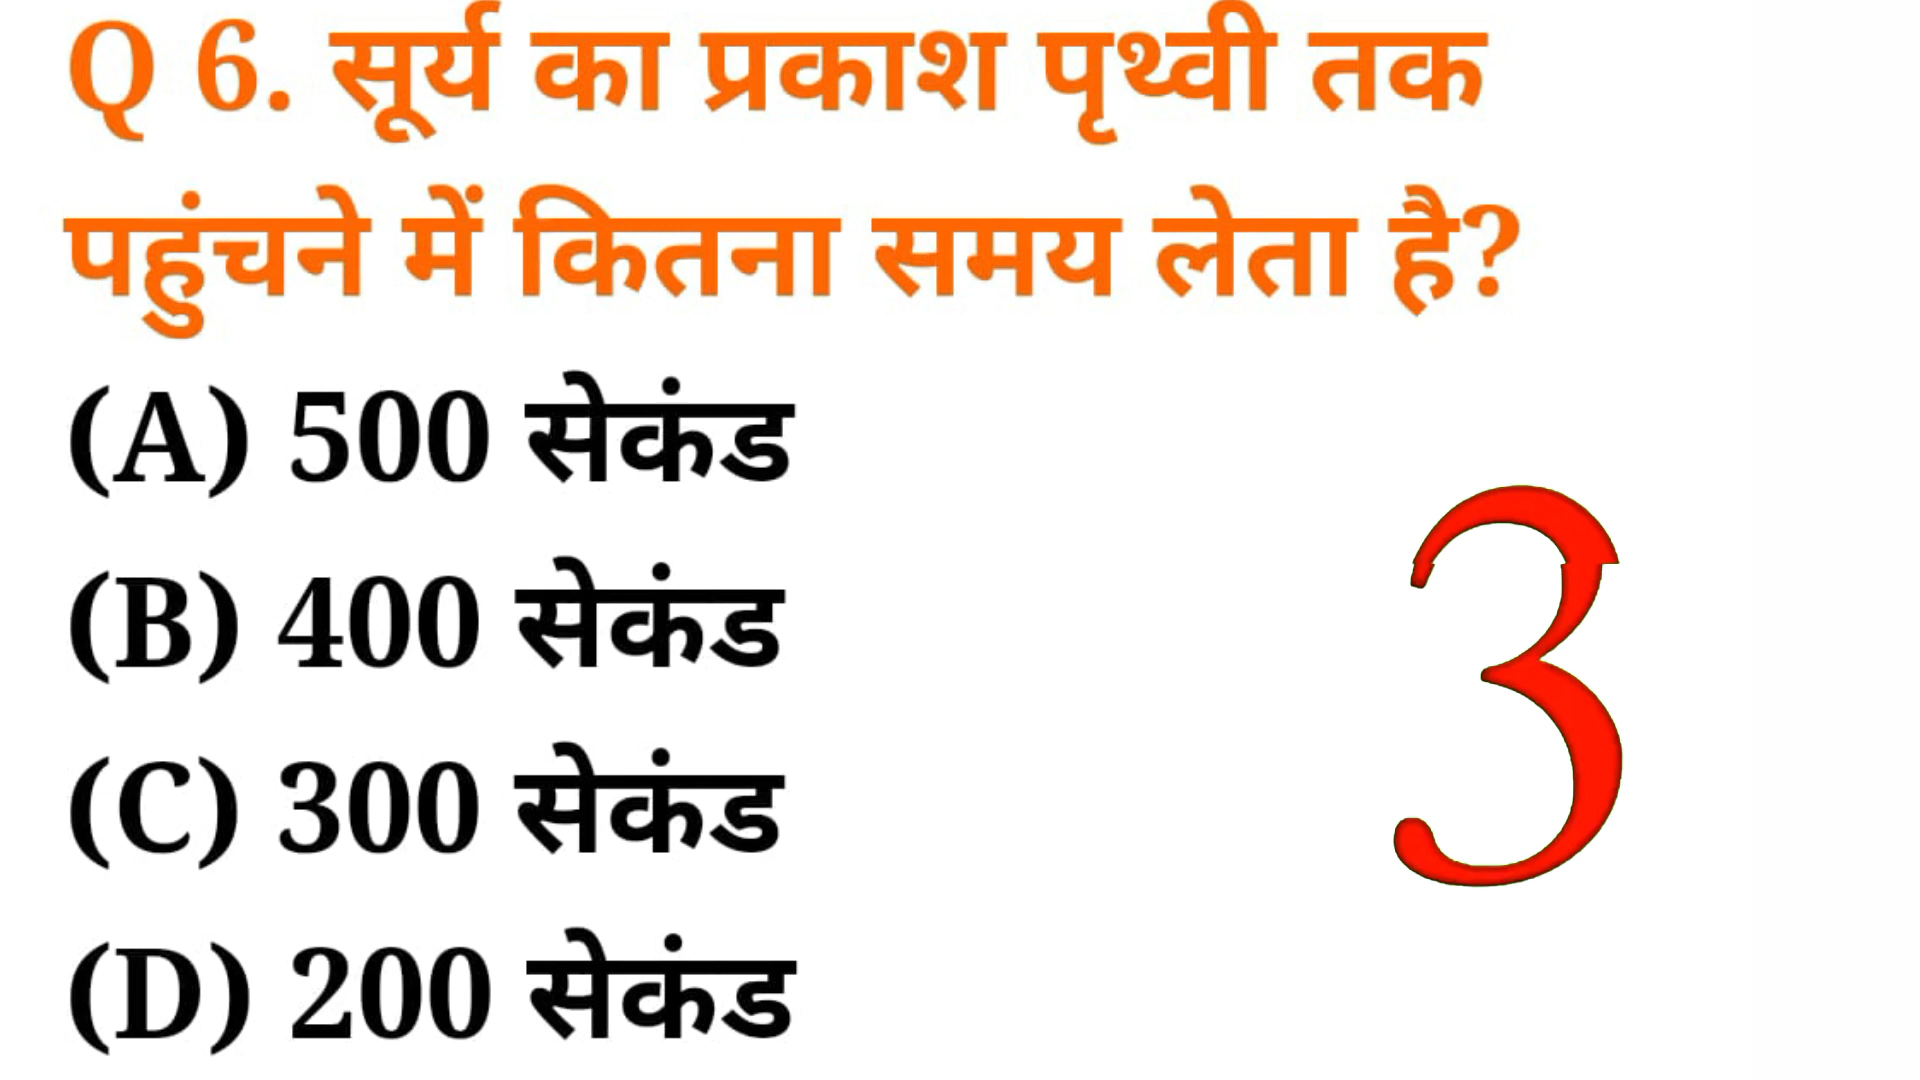 Q 6. सूर्य का प्रकाश पृथ्वी तक
पहुंचने में कितना समय लेता है?
(A) 500 सेकंड
(B) 400 सेकंड
(C) 300 सेकंड
(D) 200 सेकंड
3